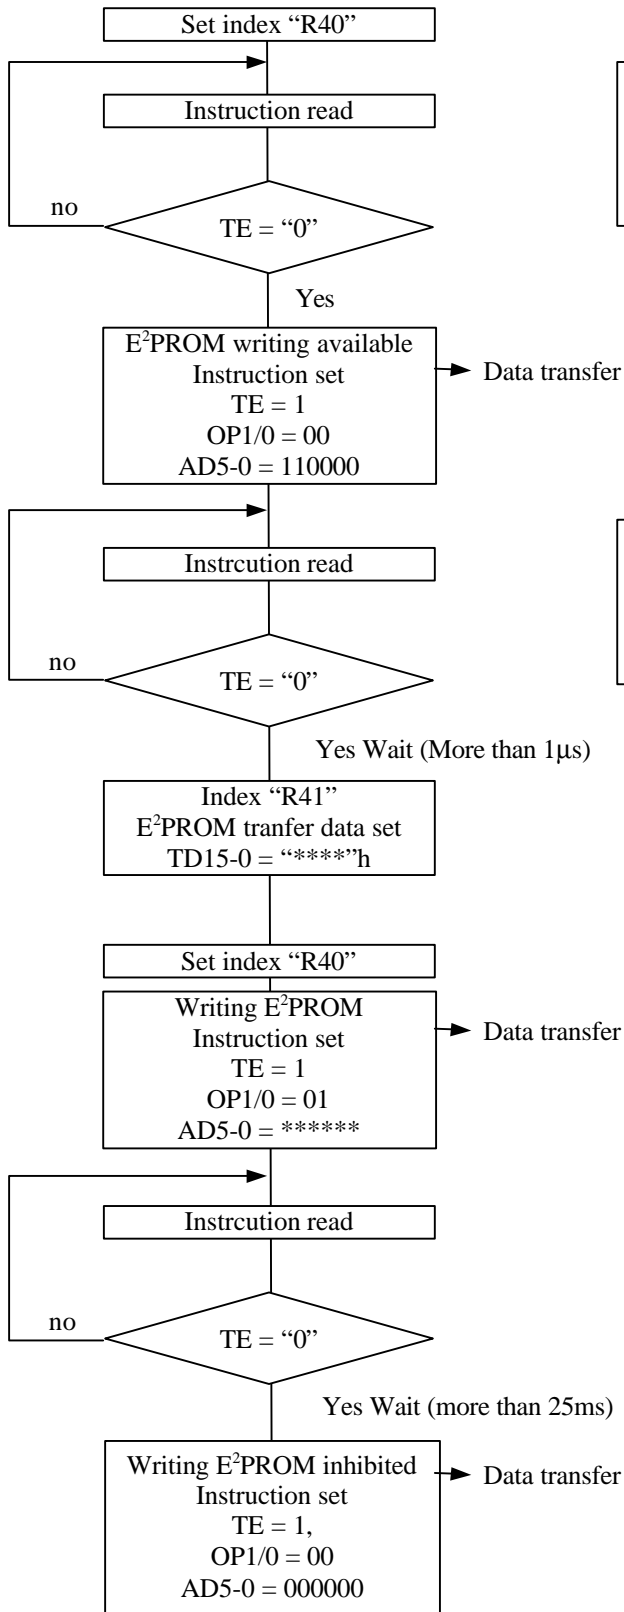 Set index “R40”
Instruction read
no
TE = “0”
Yes
E²PROM writing available
Instruction set
TE = 1
OP1/0 = 00
AD5-0 = 110000
Data transfer
Instrcution read
no
TE = “0”
Yes Wait (More than 1μs)
Index “R41”
E²PROM tranfer data set
TD15-0 = “****”h
Set index “R40”
Writing E²PROM
Instruction set
TE = 1
OP1/0 = 01
AD5-0 = ******
Data transfer
Instrcution read
no
TE = “0”
Yes Wait (more than 25ms)
Writing E²PROM inhibited
Instruction set
TE = 1,
OP1/0 = 00
AD5-0 = 000000
Data transfer